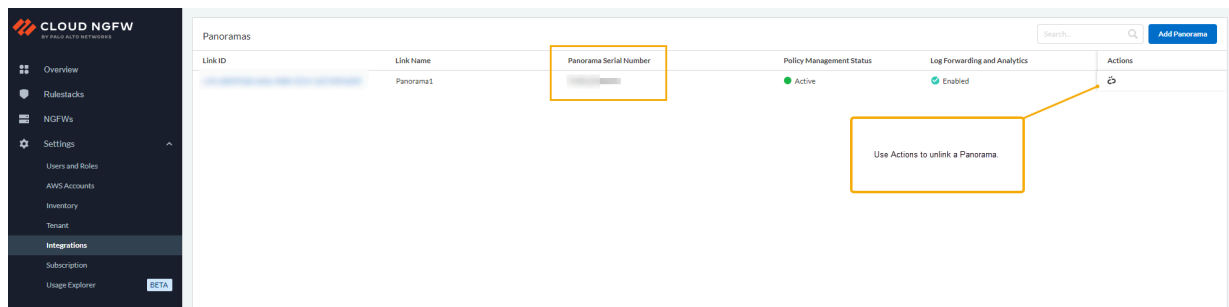 CLOUD NGFW
BY PALO ALTO NETWORKS
Overview
Rulestacks
NGFWs
Settings
Users and Roles
AWS Accounts
Inventory
Tenant
Integrations
Subscription
Usage Explorer BETA
Panoramas
Search...
Add Panorama
Link ID Link Name Panorama Serial Number Policy Management Status Log Forwarding and Analytics Actions
Panorama1 Active Enabled
Use Actions to unlink a Panorama.